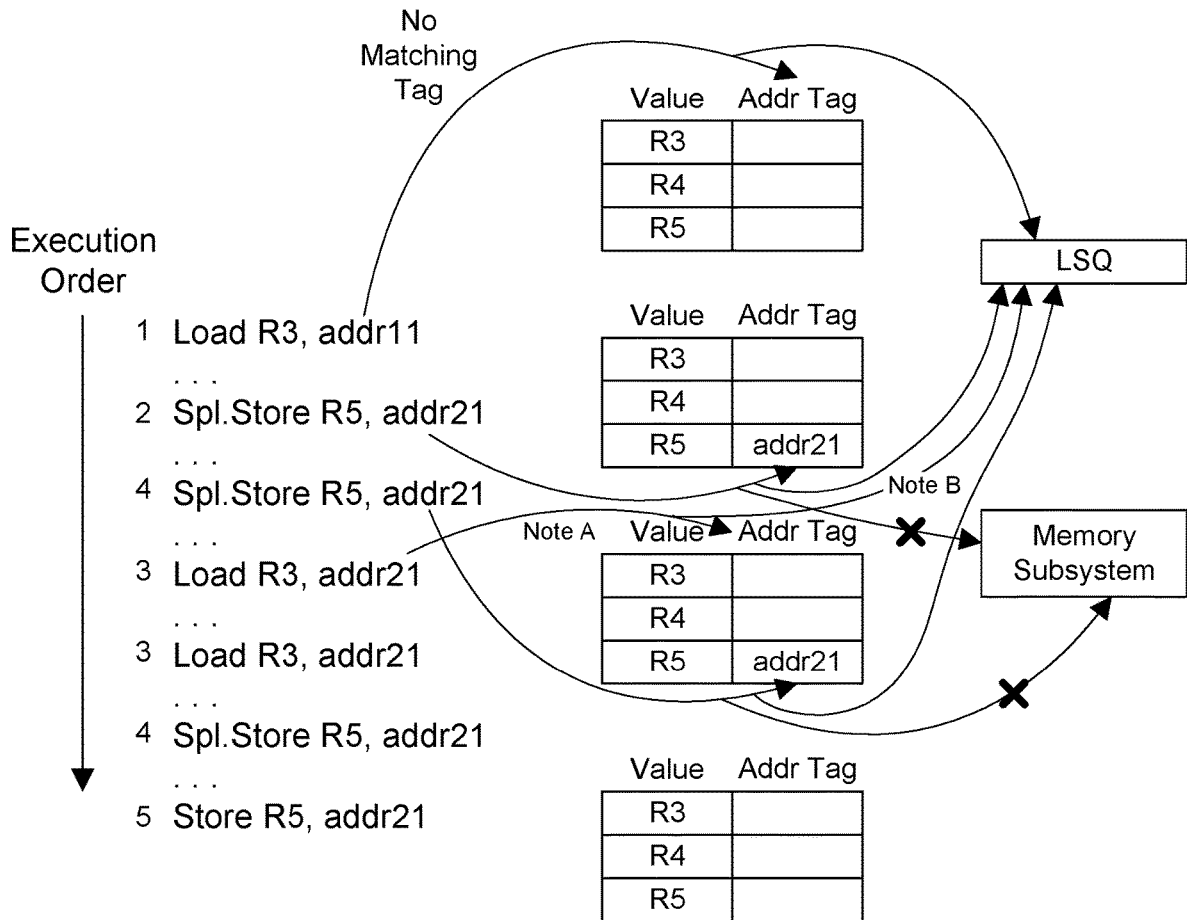 No
Matching
Tag
Value Addr Tag
R3
R4
R5
LSQ
Execution
Order
1 Load R3, addr11
. . .
2 Spl.Store R5, addr21
. . .
4 Spl.Store R5, addr21
. . .
3 Load R3, addr21
. . .
3 Load R3, addr21
. . .
4 Spl.Store R5, addr21
. . .
5 Store R5, addr21
Value Addr Tag
R3
R4
R5 addr21
Note A
Note B
Value Addr Tag
R3
R4
R5 addr21
Memory
Subsystem
Value Addr Tag
R3
R4
R5